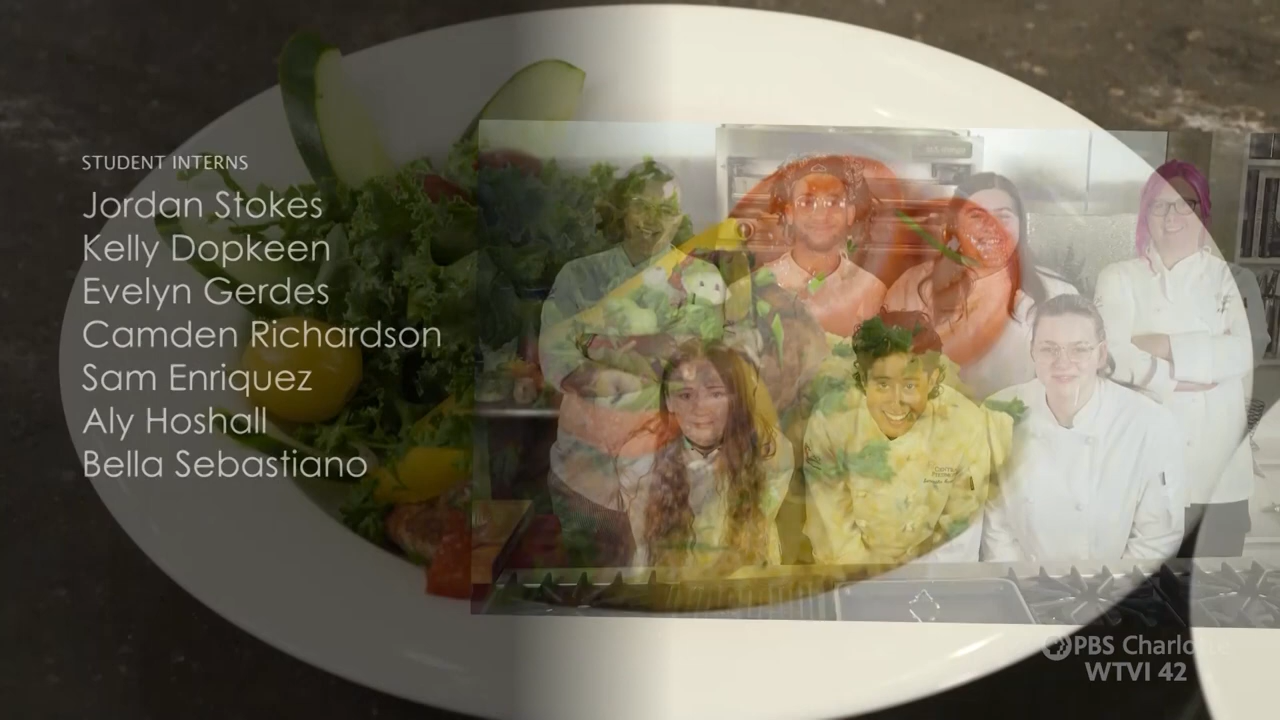 STUDENT INTERNS
Jordan Stokes
Kelly Dopkeen
Evelyn Gerdes
Camden Richardson
Sam Enriquez
Aly Hoshall
Bella Sebastiano
PBS Charlotte
WTVI 42